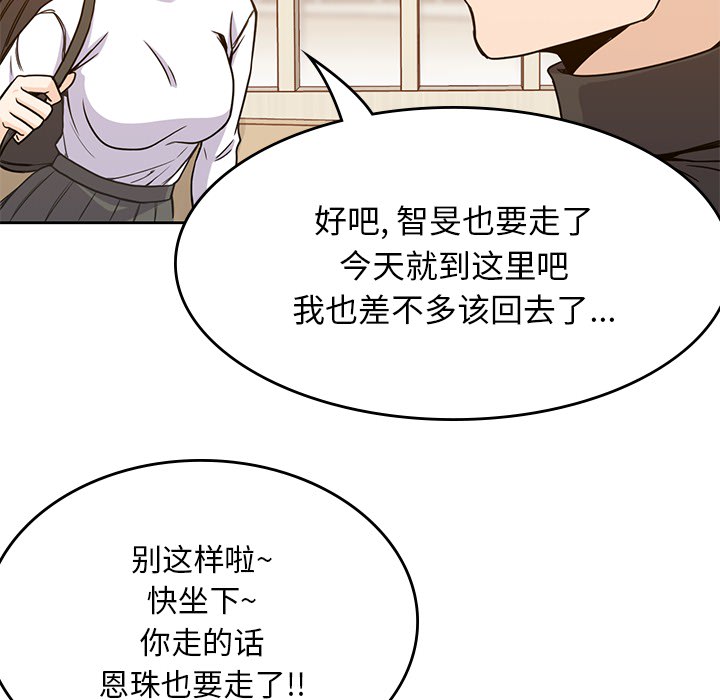 好吧, 智旻也要走了
今天就到这里吧
我也差不多该回去了...
别这样啦~
快坐下~
你走的话
恩珠也要走了!!